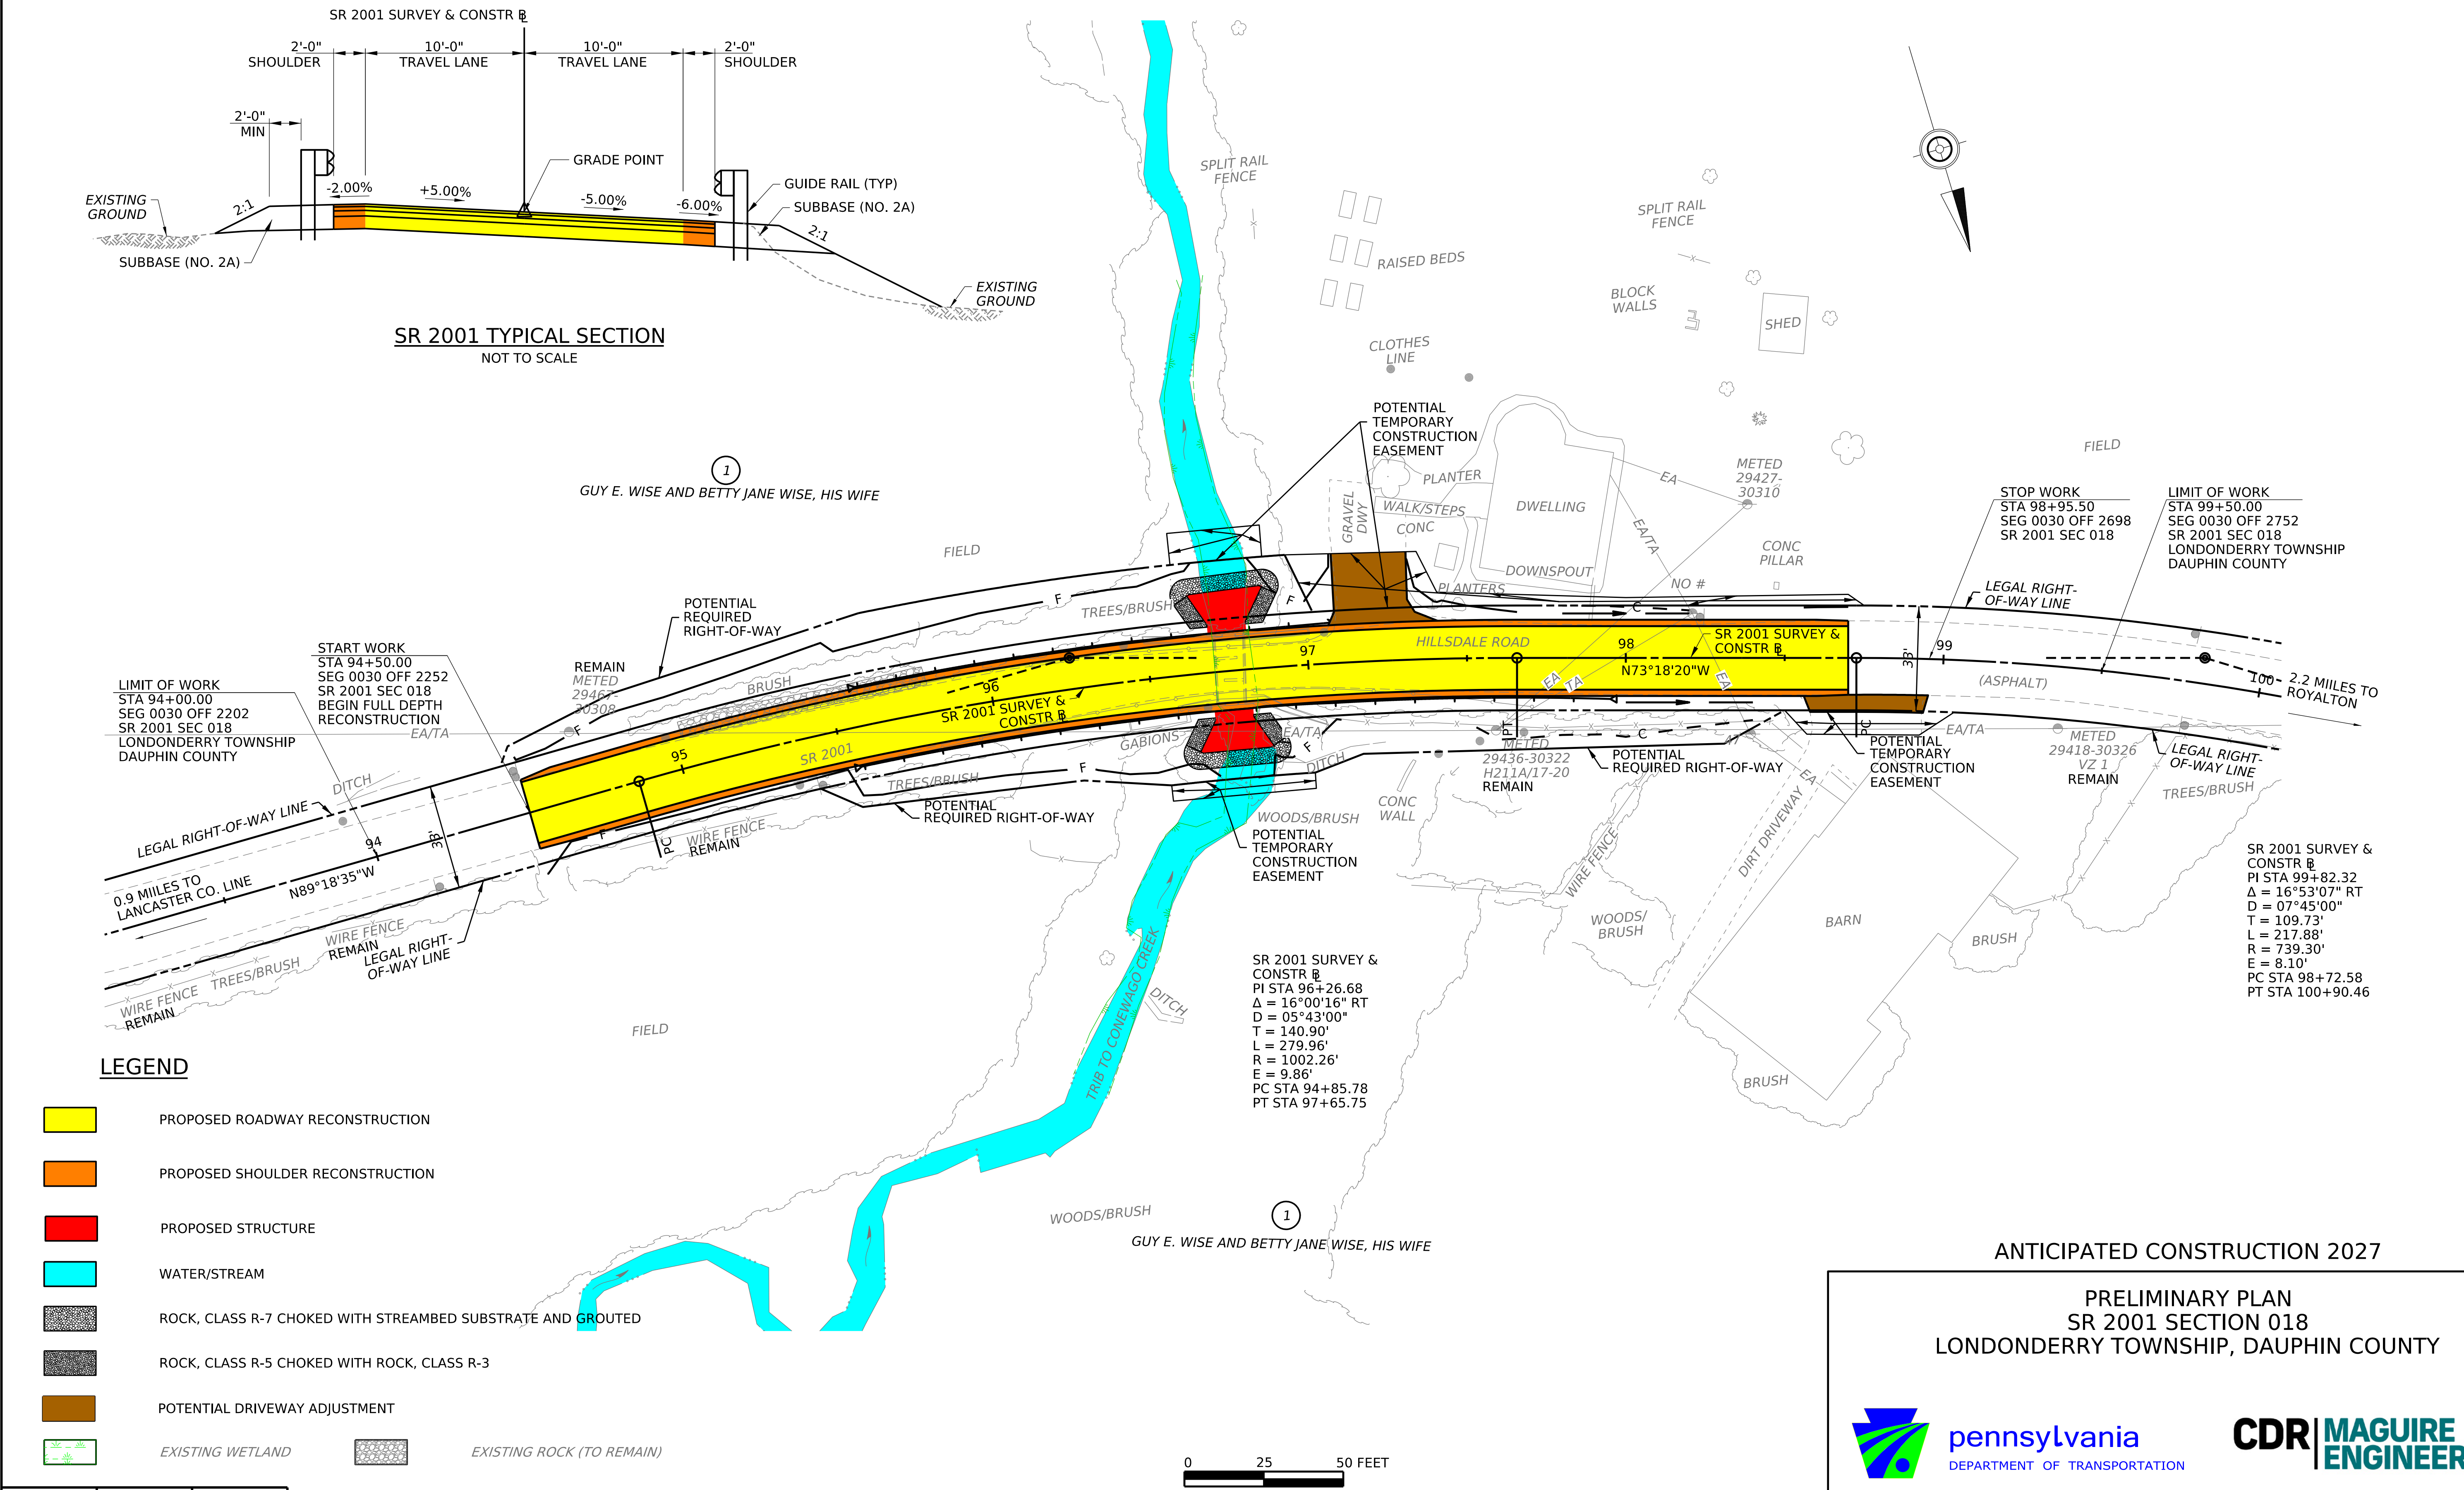 SR 2001 SURVEY & CONSTR ℄
2'-0"
SHOULDER
10'-0"
TRAVEL LANE
10'-0"
TRAVEL LANE
2'-0"
SHOULDER
2'-0"
MIN
GRADE POINT
GUIDE RAIL (TYP)
SUBBASE (NO. 2A)
-2.00%
+5.00%
-5.00%
-6.00%
EXISTING
GROUND
2:1
2:1
SUBBASE (NO. 2A)
EXISTING
GROUND
SR 2001 TYPICAL SECTION
NOT TO SCALE
SPLIT RAIL
FENCE
SPLIT RAIL
FENCE
RAISED BEDS
BLOCK
WALLS
SHED
CLOTHES
LINE
POTENTIAL
TEMPORARY
CONSTRUCTION
EASEMENT
1
GUY E. WISE AND BETTY JANE WISE, HIS WIFE
FIELD
FIELD
PLANTER
WALK/STEPS
CONC
GRAVEL
DWY
DWELLING
DOWNSPOUT
PLANTERS
EA
EA/TA
METED
29427-
30310
CONC
PILLAR
NO #
STOP WORK
STA 98+95.50
SEG 0030 OFF 2698
SR 2001 SEC 018
LIMIT OF WORK
STA 99+50.00
SEG 0030 OFF 2752
SR 2001 SEC 018
LONDONDERRY TOWNSHIP
DAUPHIN COUNTY
LEGAL RIGHT-
OF-WAY LINE
POTENTIAL
REQUIRED
RIGHT-OF-WAY
TREES/BRUSH
F
F
C
START WORK
STA 94+50.00
SEG 0030 OFF 2252
SR 2001 SEC 018
BEGIN FULL DEPTH
RECONSTRUCTION
LIMIT OF WORK
STA 94+00.00
SEG 0030 OFF 2202
SR 2001 SEC 018
LONDONDERRY TOWNSHIP
DAUPHIN COUNTY
EA/TA
REMAIN
METED
29467-
30308
BRUSH
F
HILLSDALE ROAD
SR 2001 SURVEY &
CONSTR ℄
N73°18'20"W
97
98
99
100
33'
(ASPHALT)
2.2 MILES TO
ROYALTON
96
95
94
SR 2001 SURVEY &
CONSTR ℄
SR 2001
EA
TA
EA
GABIONS
EA/TA
DITCH
F
F
F
C
PT
PC
PC
47
EA
EA/TA
METED
29436-30322
H211A/17-20
REMAIN
POTENTIAL
REQUIRED RIGHT-OF-WAY
POTENTIAL
TEMPORARY
CONSTRUCTION
EASEMENT
METED
29418-30326
VZ 1
REMAIN
LEGAL RIGHT-
OF-WAY LINE
TREES/BRUSH
DITCH
LEGAL RIGHT-OF-WAY LINE
33'
TREES/BRUSH
POTENTIAL
REQUIRED RIGHT-OF-WAY
WIRE FENCE
REMAIN
WOODS/BRUSH
CONC
WALL
POTENTIAL
TEMPORARY
CONSTRUCTION
EASEMENT
WIRE FENCE
DIRT DRIVEWAY
WOODS/
BRUSH
BARN
BRUSH
BRUSH
0.9 MILES TO
LANCASTER CO. LINE
N89°18'35"W
WIRE FENCE
REMAIN
LEGAL RIGHT-
OF-WAY LINE
TREES/BRUSH
WIRE FENCE
REMAIN
FIELD
TRIB TO CONEWAGO CREEK
DITCH
SR 2001 SURVEY &
CONSTR ℄
PI STA 96+26.68
Δ = 16°00'16" RT
D = 05°43'00"
T = 140.90'
L = 279.96'
R = 1002.26'
E = 9.86'
PC STA 94+85.78
PT STA 97+65.75
SR 2001 SURVEY &
CONSTR ℄
PI STA 99+82.32
Δ = 16°53'07" RT
D = 07°45'00"
T = 109.73'
L = 217.88'
R = 739.30'
E = 8.10'
PC STA 98+72.58
PT STA 100+90.46
WOODS/BRUSH
1
GUY E. WISE AND BETTY JANE WISE, HIS WIFE
LEGEND
PROPOSED ROADWAY RECONSTRUCTION
PROPOSED SHOULDER RECONSTRUCTION
PROPOSED STRUCTURE
WATER/STREAM
ROCK, CLASS R-7 CHOKED WITH STREAMBED SUBSTRATE AND GROUTED
ROCK, CLASS R-5 CHOKED WITH ROCK, CLASS R-3
POTENTIAL DRIVEWAY ADJUSTMENT
EXISTING WETLAND
EXISTING ROCK (TO REMAIN)
0 25 50 FEET
ANTICIPATED CONSTRUCTION 2027
PRELIMINARY PLAN
SR 2001 SECTION 018
LONDONDERRY TOWNSHIP, DAUPHIN COUNTY
pennsylvania
DEPARTMENT OF TRANSPORTATION
CDR MAGUIRE
ENGINEER